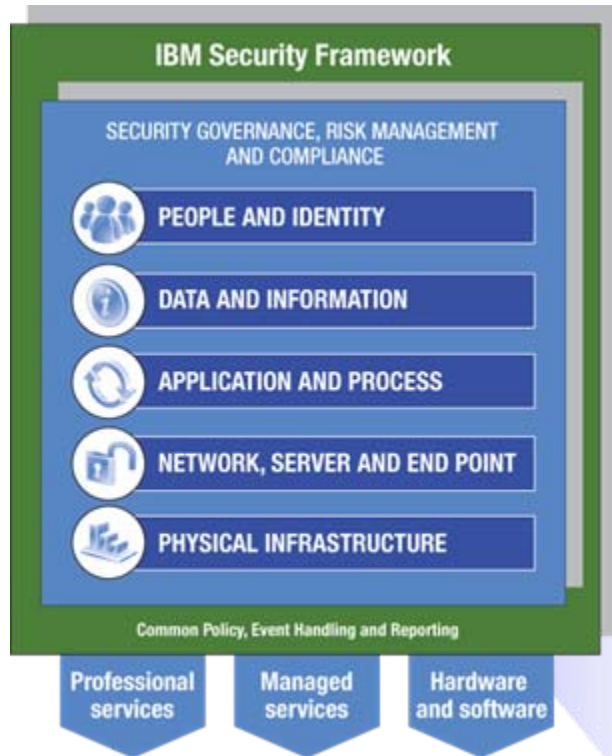 IBM Security Framework
SECURITY GOVERNANCE, RISK MANAGEMENT
AND COMPLIANCE
PEOPLE AND IDENTITY
DATA AND INFORMATION
APPLICATION AND PROCESS
NETWORK, SERVER AND END POINT
PHYSICAL INFRASTRUCTURE
Common Policy, Event Handling and Reporting
Professional
services
Managed
services
Hardware
and software